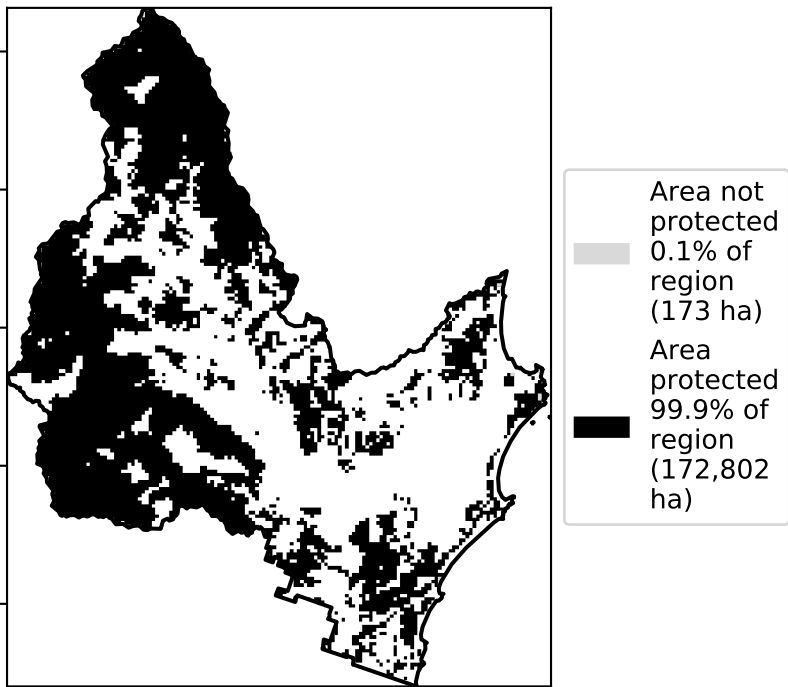 Area not
protected
0.1% of
region
(173 ha)
Area
protected
99.9% of
region
(172,802
ha)